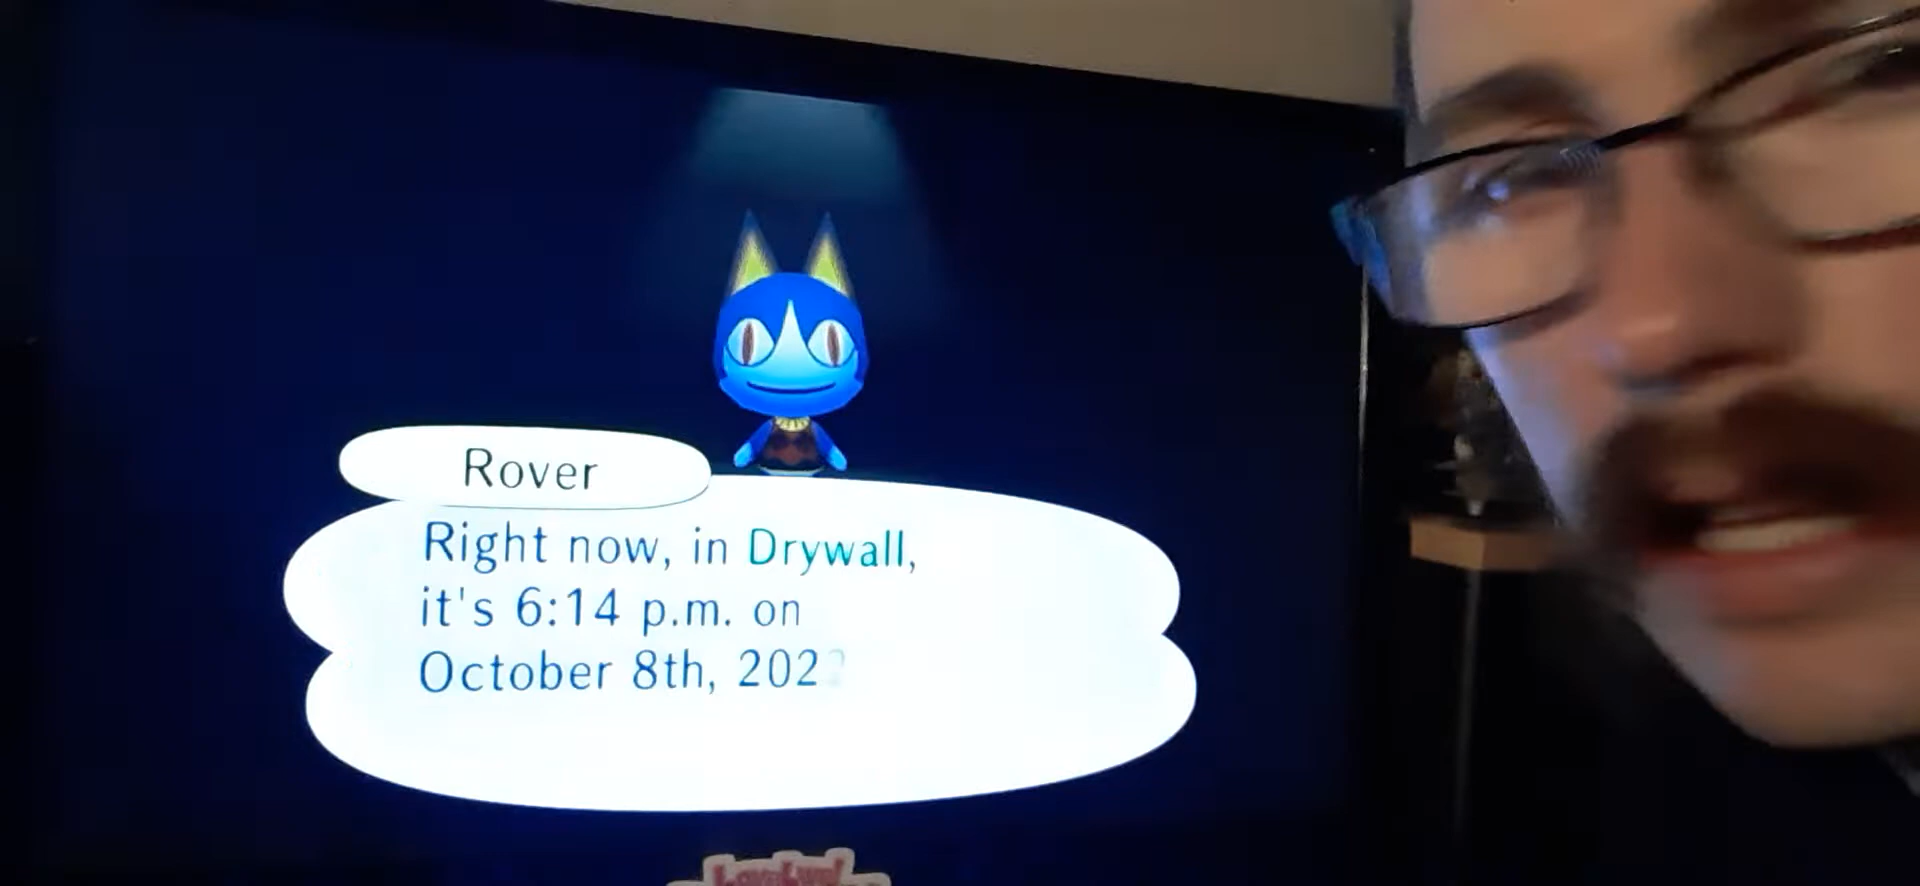 Rover
Right now, in Drywall,
it's 6:14 p.m. on
October 8th, 202